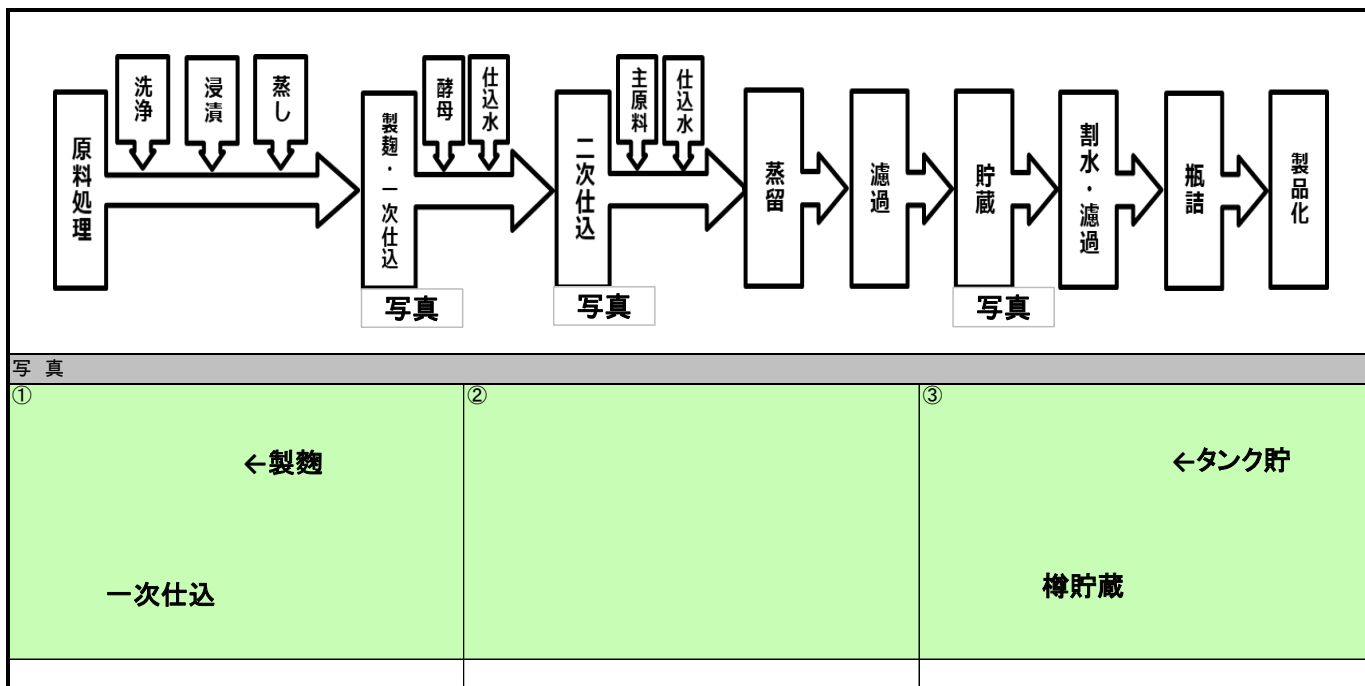 原料処理
洗浄
浸漬
蒸し
製麹・一次仕込
酵母
仕込水
二次仕込
主原料
仕込水
蒸留
濾過
貯蔵
割水・濾過
瓶詰
製品化
写真
写真
写真
写 真
①
②
③
←製麴
←タンク貯
一次仕込
樽貯蔵